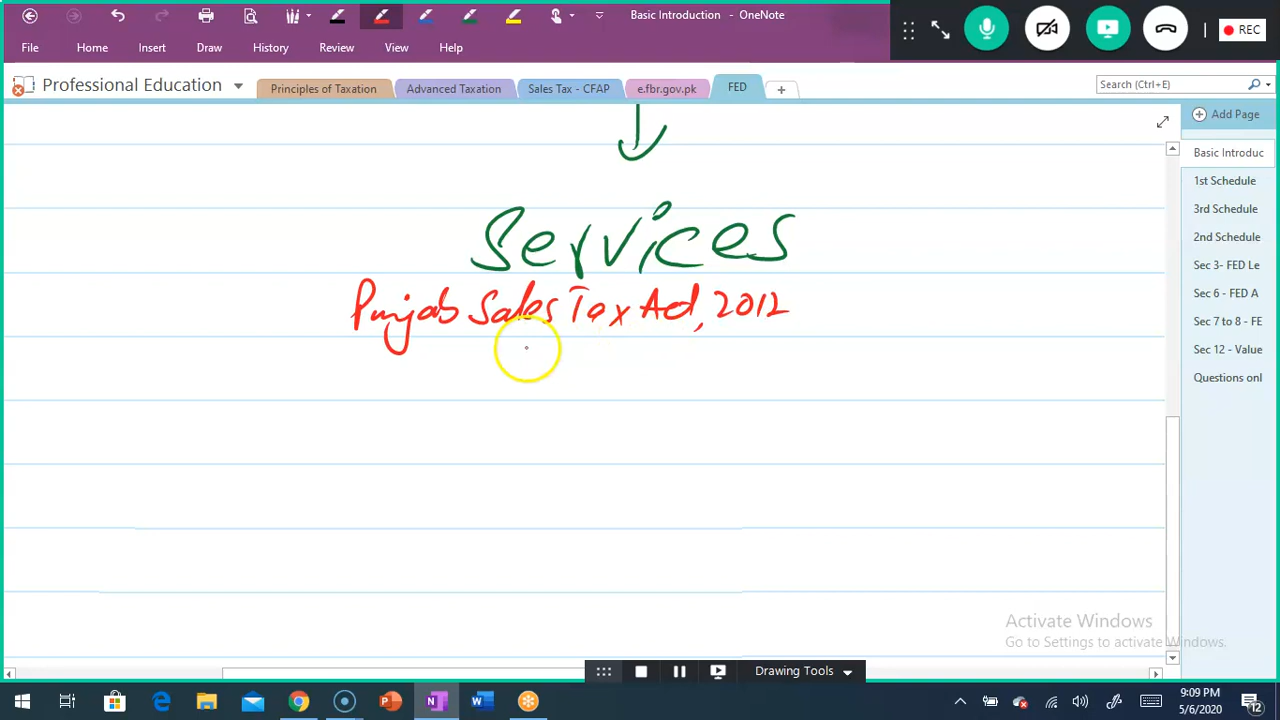 Basic Introduction - OneNote
REC
File Home Insert Draw History Review View Help
Professional Education
Principles of Taxation
Advanced Taxation
Sales Tax - CFAP
e.fbr.gov.pk
FED
Search (Ctrl+E)
Add Page
Basic Introduc
1st Schedule
3rd Schedule
2nd Schedule
Sec 3- FED Le
Sec 6 - FED A
Sec 7 to 8 - FE
Sec 12 - Value
Questions onl
Services
Punjab Sales Tax Act, 2012
Activate Windows
Go to Settings to activate Windows.
Drawing Tools
9:09 PM
5/6/2020
12